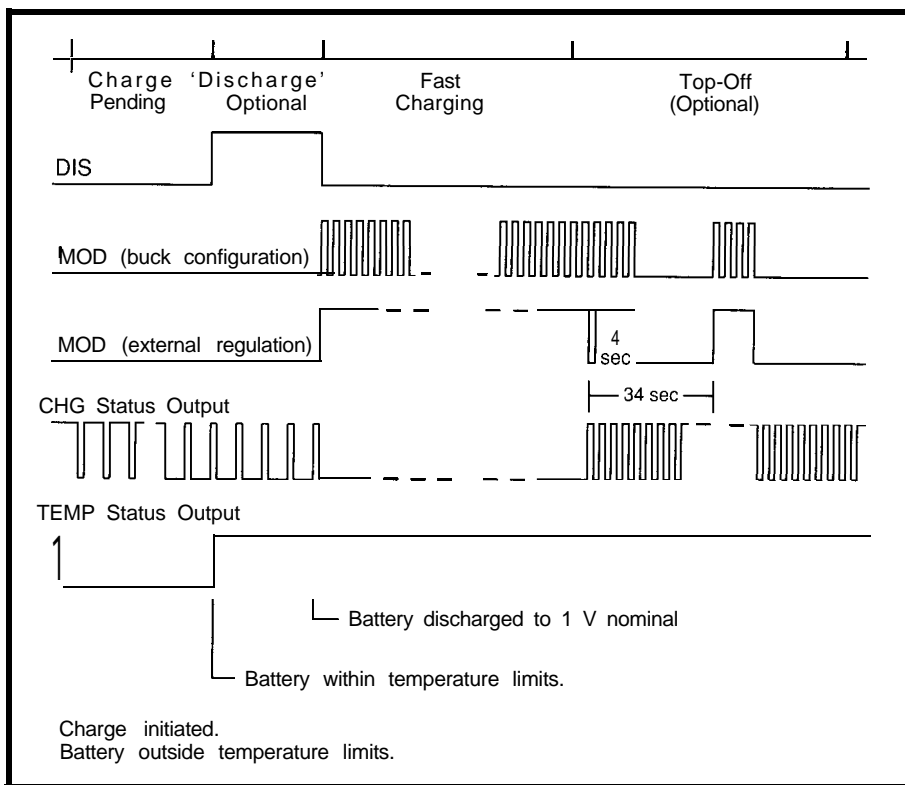 Charge 'Discharge' Fast Top-Off
Pending Optional Charging (Optional)
DIS
MOD (buck configuration)
MOD (external regulation)
4
sec
34 sec
CHG Status Output
TEMP Status Output
Battery discharged to 1 V nominal
Battery within temperature limits.
Charge initiated.
Battery outside temperature limits.